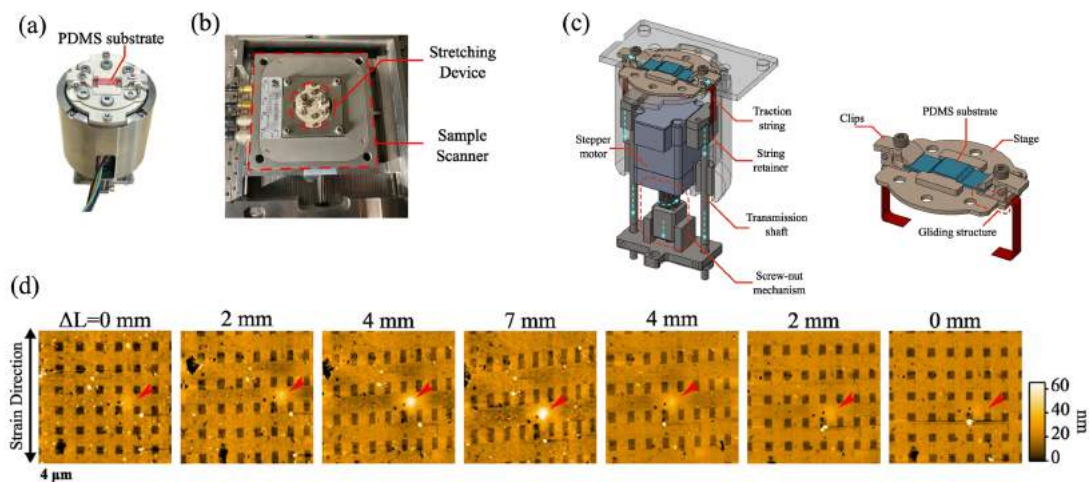 (a)
PDMS substrate
(b)
Stretching
Device
Sample
Scanner
(c)
Traction
string
Stepper
motor
String
retainer
Transmission
shaft
Screw-nut
mechanism
Clips
PDMS substrate
Stage
Gliding structure
(d)
ΔL=0 mm 2 mm 4 mm 7 mm 4 mm 2 mm 0 mm
Strain Direction
4 μm
60
40
20
0
nm